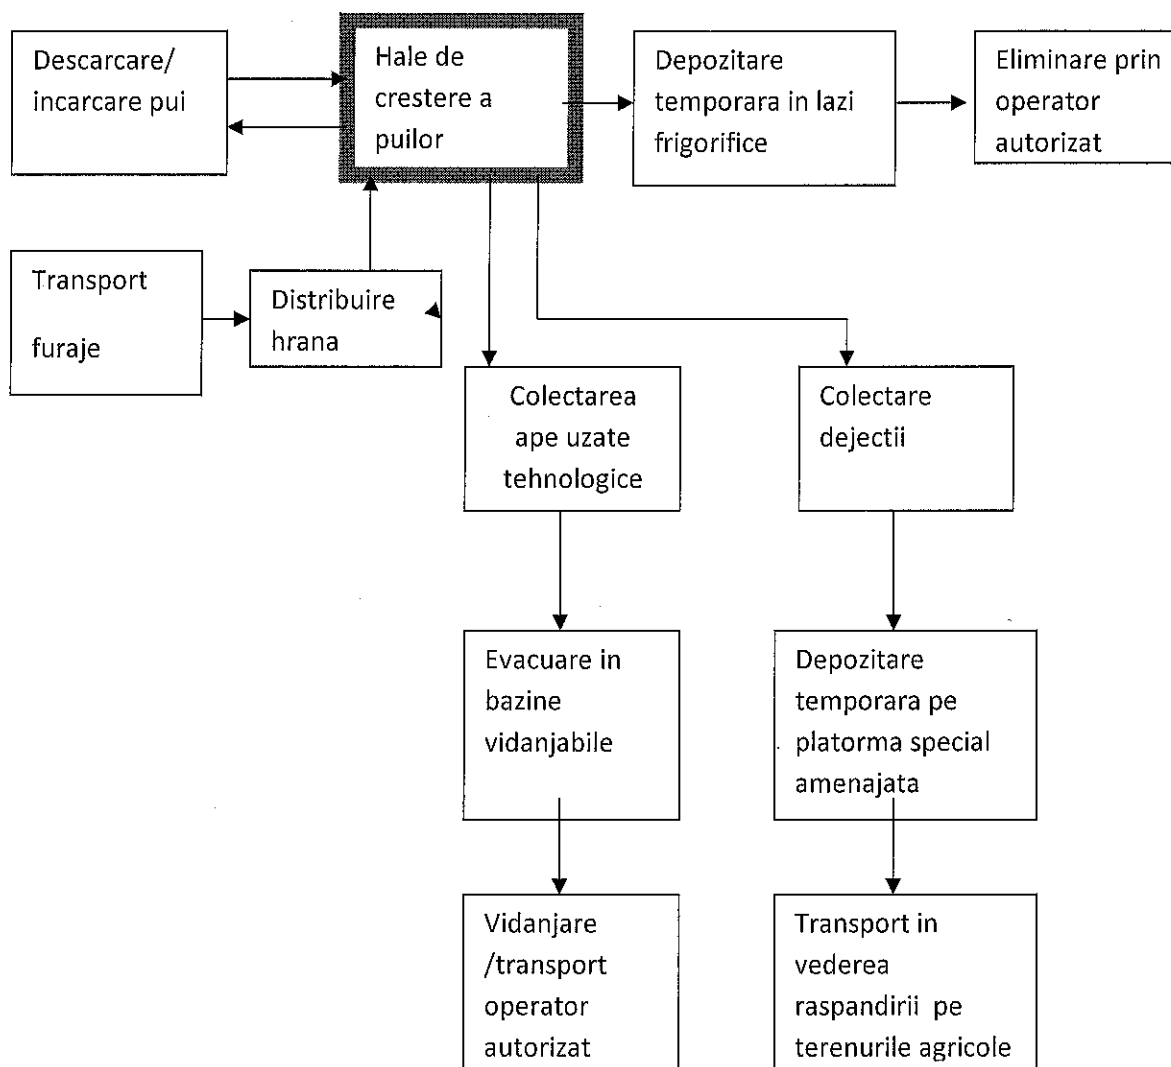 Descarcare/
incarcare pui
Hale de
crestere a
puilor
Depozitare
temporara in lazi
frigorifice
Eliminare prin
operator
autorizat
Transport
furaje
Distribuire
hrana
Colectarea
ape uzate
tehnologice
Colectare
dejectii
Evacuare in
bazine
vidanjabile
Depozitare
temporara pe
platorma special
amenajata
Vidanjare
/transport
operator
autorizat
Transport in
vederea
raspandirii pe
terenurile agricole